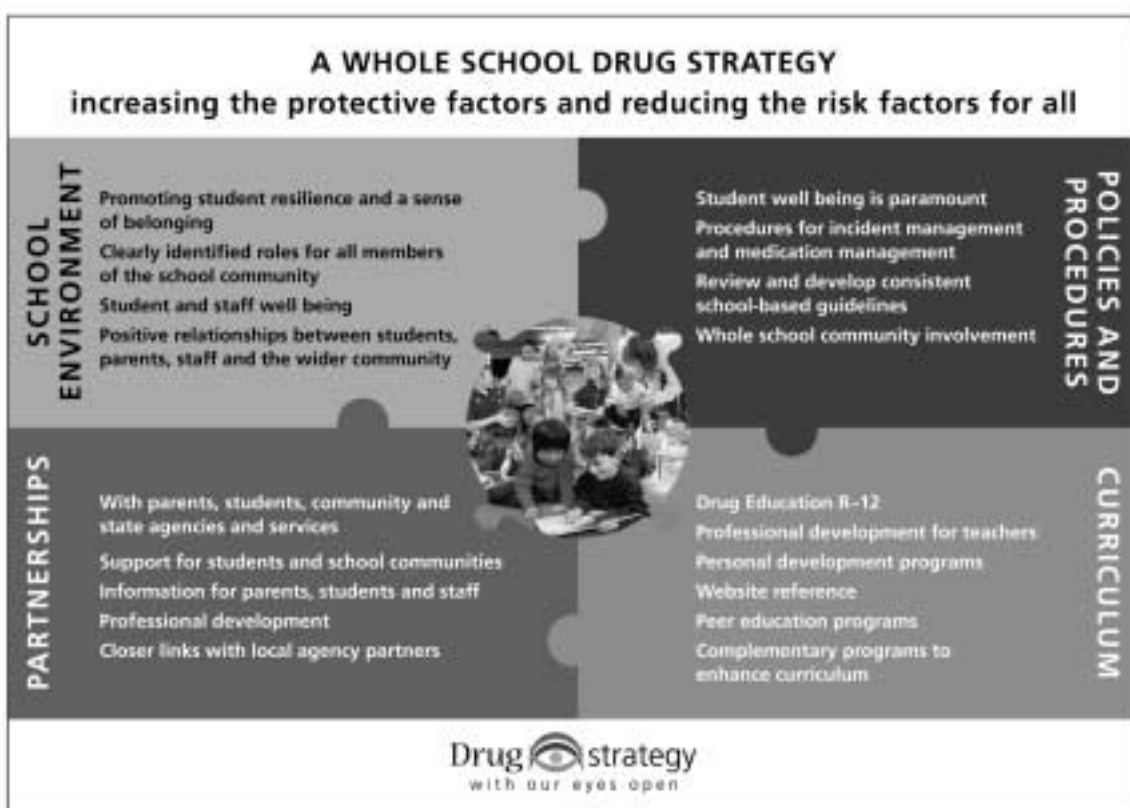 A WHOLE SCHOOL DRUG STRATEGY
increasing the protective factors and reducing the risk factors for all
SCHOOL
ENVIRONMENT
Promoting student resilience and a sense
of belonging
Clearly identified roles for all members
of the school community
Student and staff well being
Positive relationships between students,
parents, staff and the wider community
POLICIES AND
PROCEDURES
Student well being is paramount
Procedures for incident management
and medication management
Review and develop consistent
school-based guidelines
Whole school community involvement
PARTNERSHIPS
With parents, students, community and
state agencies and services
Support for students and school communities
Information for parents, students and staff
Professional development
Closer links with local agency partners
CURRICULUM
Drug Education R–12
Professional development for teachers
Personal development programs
Website reference
Peer education programs
Complementary programs to
enhance curriculum
Drug strategy
with our eyes open